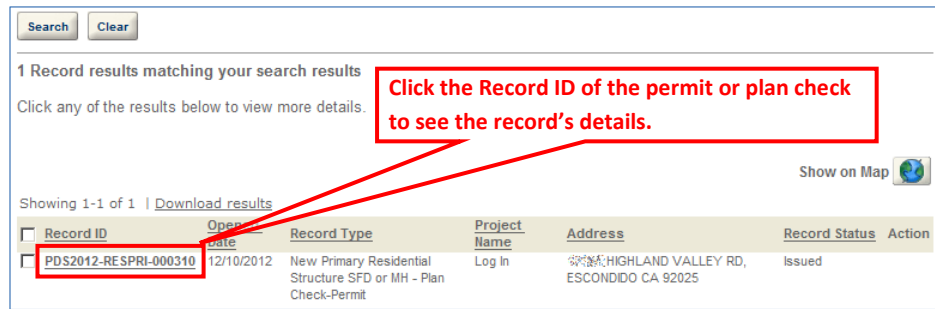 Search Clear
1 Record results matching your search results
Click any of the results below to view more details.
Click the Record ID of the permit or plan check
to see the record's details.
Show on Map
Showing 1-1 of 1 | Download results
Record ID Date Record Type Project Name Address Record Status Action
PDS2012-RESPRI-000310 12/10/2012 New Primary Residential Log In HIGHLAND VALLEY RD, Issued
Structure SFD or MH - Plan ESCONDIDO CA 92025
Check-Permit